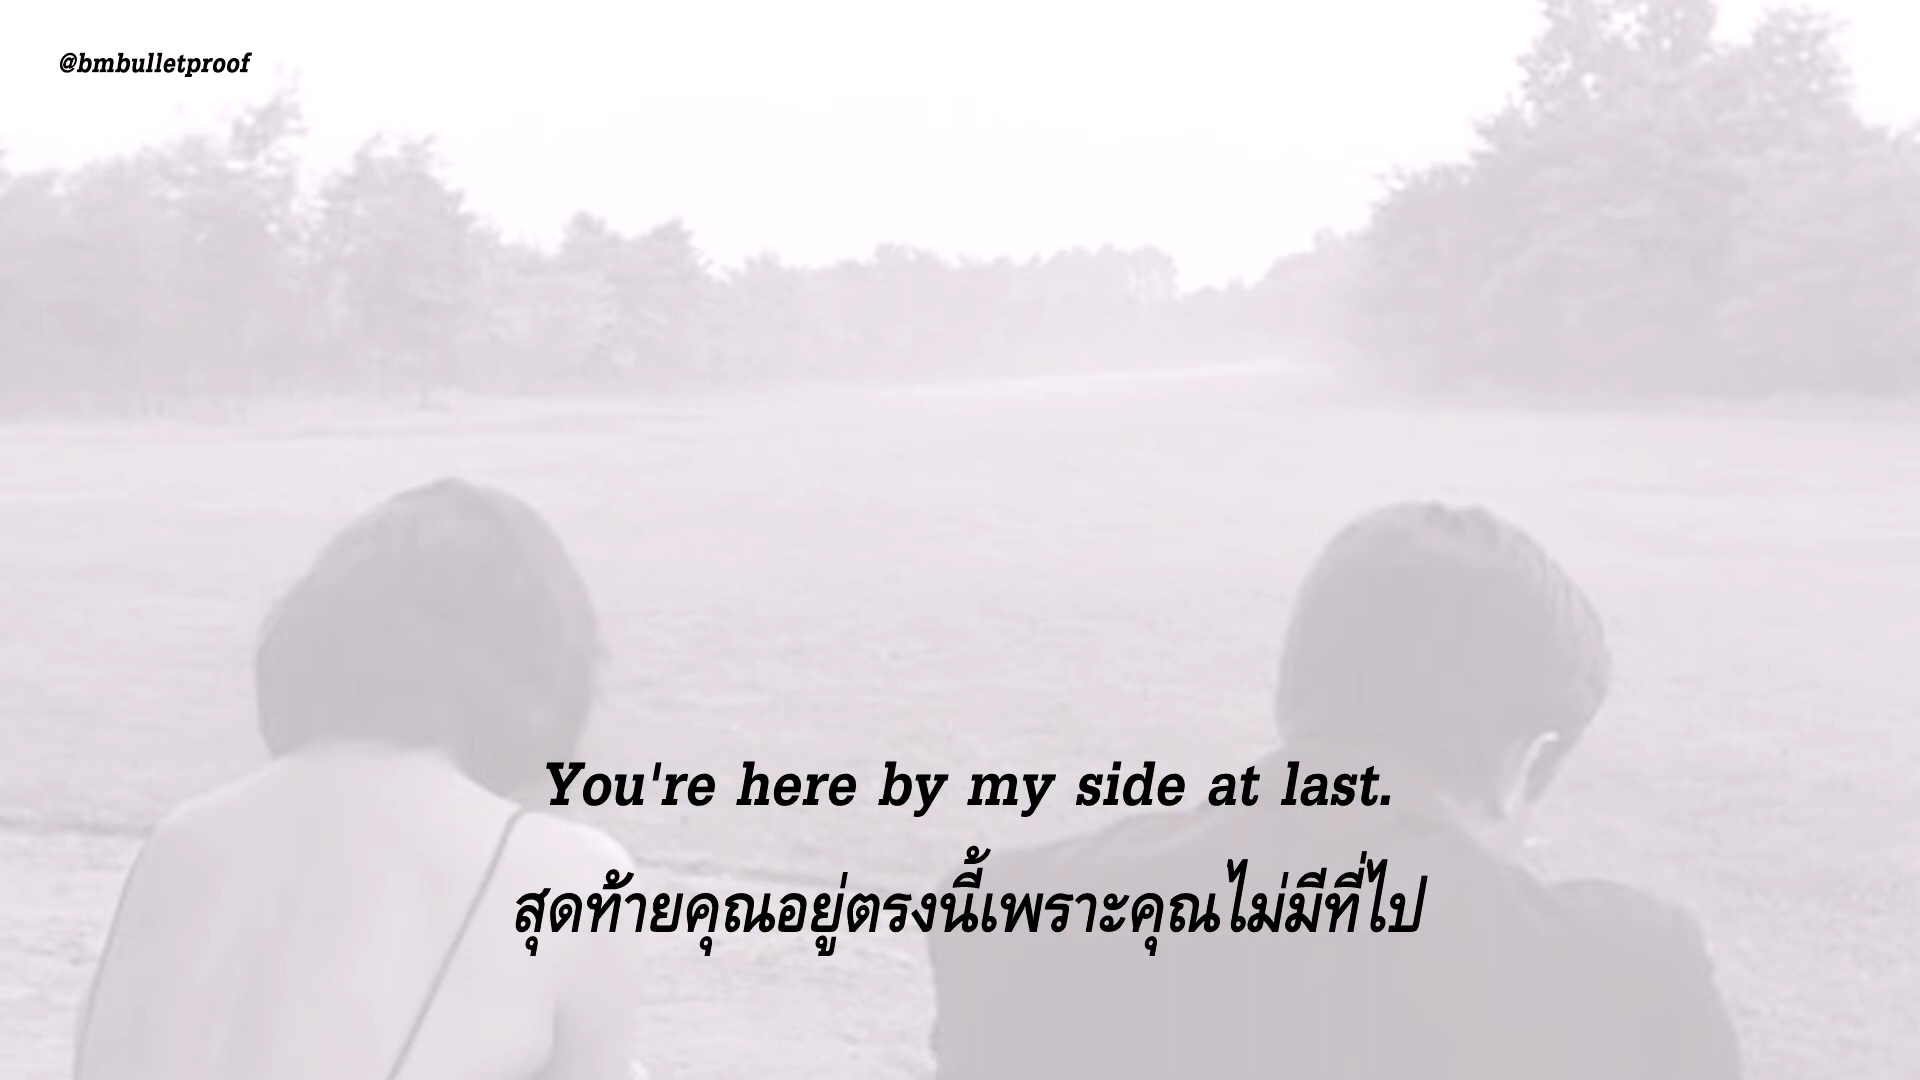 @bmbulletproof
You're here by my side at last.
สุดท้ายคุณอยู่ตรงนี้เพราะคุณไม่มีที่ไป